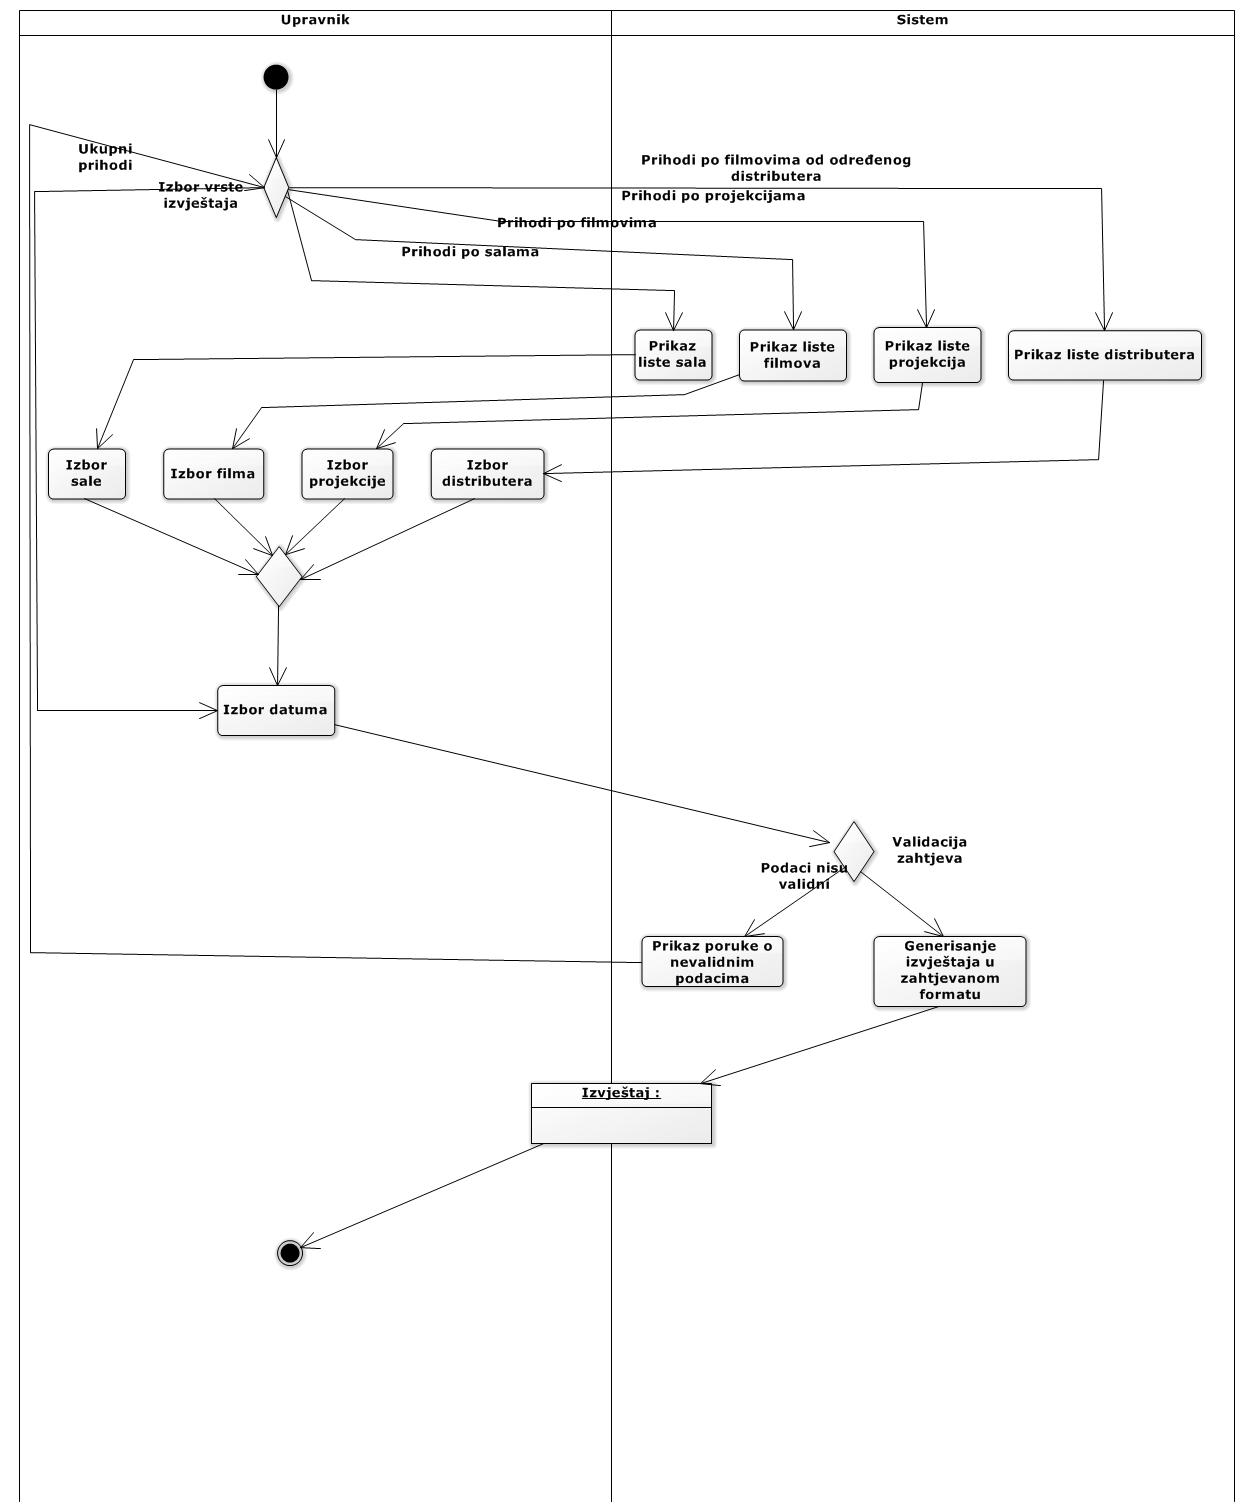 Upravnik
Sistem
Ukupni
prihodi
Izbor vrste
izvještaja
Prihodi po filmovima od određenog
distributera
Prihodi po projekcijama
Prihodi po filmovima
Prihodi po salama
Prikaz
liste sala
Prikaz liste
filmova
Prikaz liste
projekcija
Prikaz liste distributera
Izbor
sale
Izbor filma
Izbor
projekcije
Izbor
distributera
Izbor datuma
Validacija
zahtjeva
Podaci nisu
validni
Prikaz poruke o
nevalidnim
podacima
Generisanje
izvještaja u
zahtjevanom
formatu
Izvještaj :